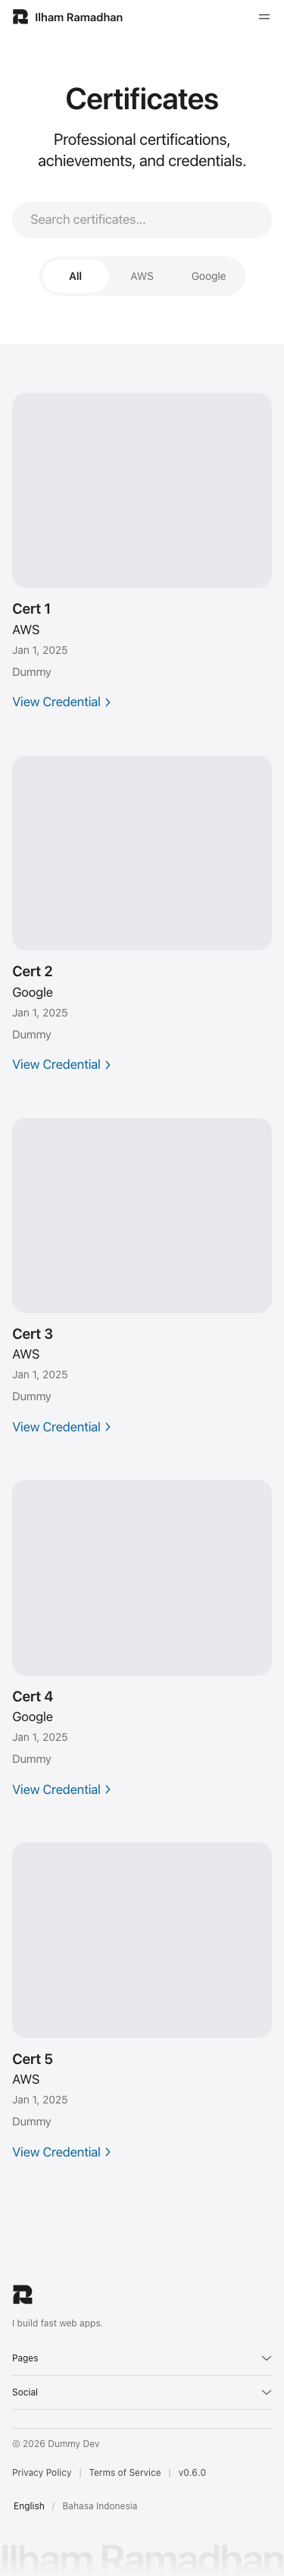 Ilham Ramadhan
Certificates
Professional certifications,
achievements, and credentials.
Search certificates...
All
AWS
Google
Cert 1
AWS
Jan 1, 2025
Dummy
View Credential
Cert 2
Google
Jan 1, 2025
Dummy
View Credential
Cert 3
AWS
Jan 1, 2025
Dummy
View Credential
Cert 4
Google
Jan 1, 2025
Dummy
View Credential
Cert 5
AWS
Jan 1, 2025
Dummy
View Credential
I build fast web apps.
Pages
Social
© 2026 Dummy Dev
Privacy Policy | Terms of Service | v0.6.0
English / Bahasa Indonesia
Ilham Ramadhan